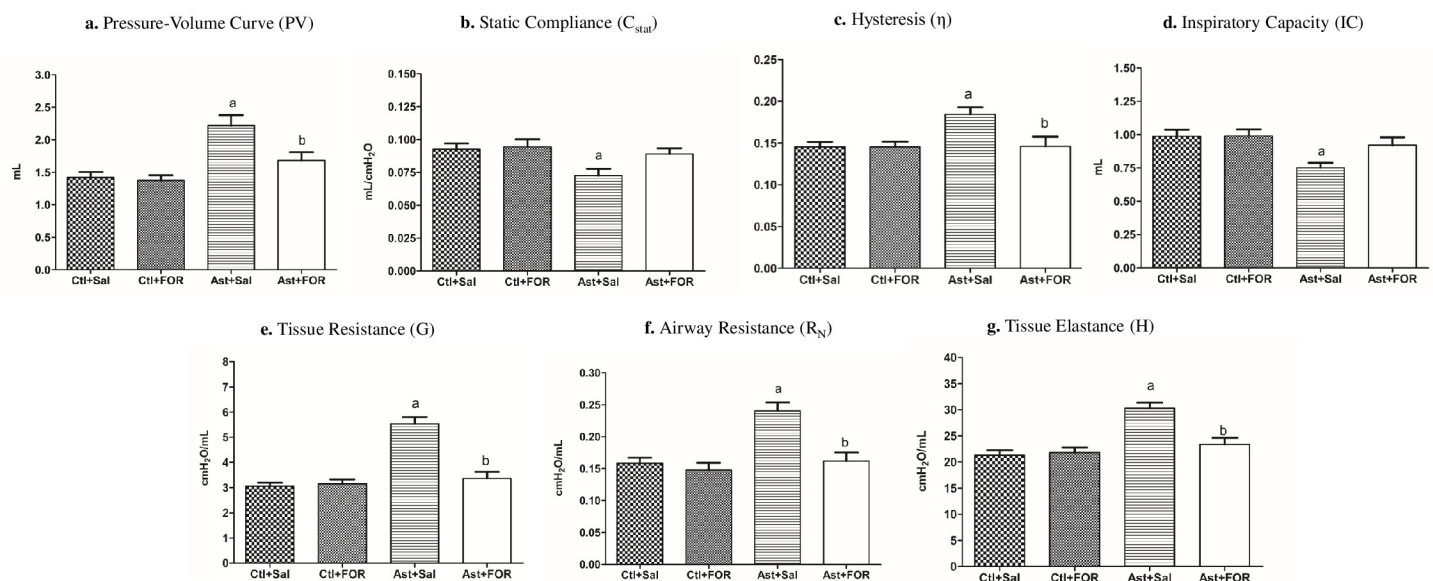 a. Pressure-Volume Curve (PV)
3.0
2.5
2.0
1.5
1.0
0.5
0.0
mL
a
b
Ctl+Sal Ctl+FOR Ast+Sal Ast+FOR
b. Static Compliance (Cstat)
0.150
0.125
0.100
0.075
0.050
0.025
0.000
mL/cmH2O
a
Ctl+Sal Ctl+FOR Ast+Sal Ast+FOR
c. Hysteresis (η)
0.25
0.20
0.15
0.15
0.00
a
b
Ctl+Sal Ctl+FOR Ast+Sal Ast+FOR
d. Inspiratory Capacity (IC)
1.50
1.25
1.00
0.75
0.50
0.25
0.00
mL
a
Ctl+Sal Ctl+FOR Ast+Sal Ast+FOR
e. Tissue Resistance (G)
8
7
6
5
4
3
2
1
0
cmH2O/mL
a
b
Ctl+Sal Ctl+FOR Ast+Sal Ast+FOR
f. Airway Resistance (RN)
0.30
0.25
0.20
0.15
0.10
0.05
0.00
cmH2O/mL
a
b
Ctl+Sal Ctl+FOR Ast+Sal Ast+FOR
g. Tissue Elastance (H)
40
35
30
25
20
15
10
5
0
cmH2O/mL
a
b
Ctl+Sal Ctl+FOR Ast+Sal Ast+FOR